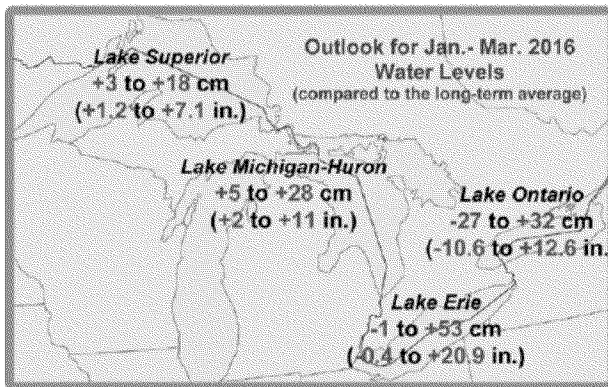 Lake Superior
+3 to +18 cm
(+1.2 to +7.1 in.)
Outlook for Jan.- Mar. 2016
Water Levels
(compared to the long-term average)
Lake Michigan-Huron
+5 to +28 cm
(+2 to +11 in.)
Lake Ontario
-27 to +32 cm
(-10.6 to +12.6 in.
Lake Erie
-1 to +53 cm
(-0.4 to +20.9 in.)